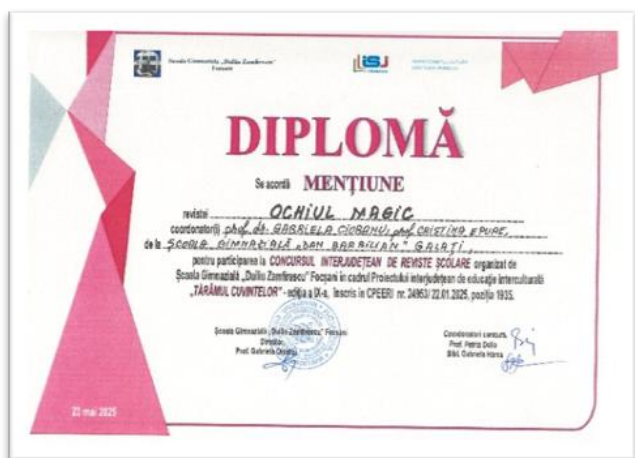 Școala Gimnazială „Duiliu Zamfirescu"
Focșani
ISJ
DIPLOMĂ
Se acordă MENȚIUNE
revistei OCHIUL MAGIC
coordonator(i) prof. dr. GABRIELA CIOBANU, prof. CRISTINA EPURE,
de la ȘCOALA GIMNAZIALĂ „DAN BARBILIAN" GALAȚI,
pentru participarea la CONCURSUL INTERJUDEȚEAN DE REVISTE ȘCOLARE organizat de
Școala Gimnazială „Duiliu Zamfirescu" Focșani în cadrul Proiectului interjudețean de educație interculturală
„TĂRÂMUL CUVINTELOR" - ediția a IX-a, înscris în CPEERI nr. 24963/ 22.01.2025, poziția 1935.
Școala Gimnazială „Duiliu Zamfirescu" Focșani
Director,
Prof. Gabriela
Coordonatori concurs,
Prof. Petria Doliu
Bibl. Gabriela
23 mai 2025